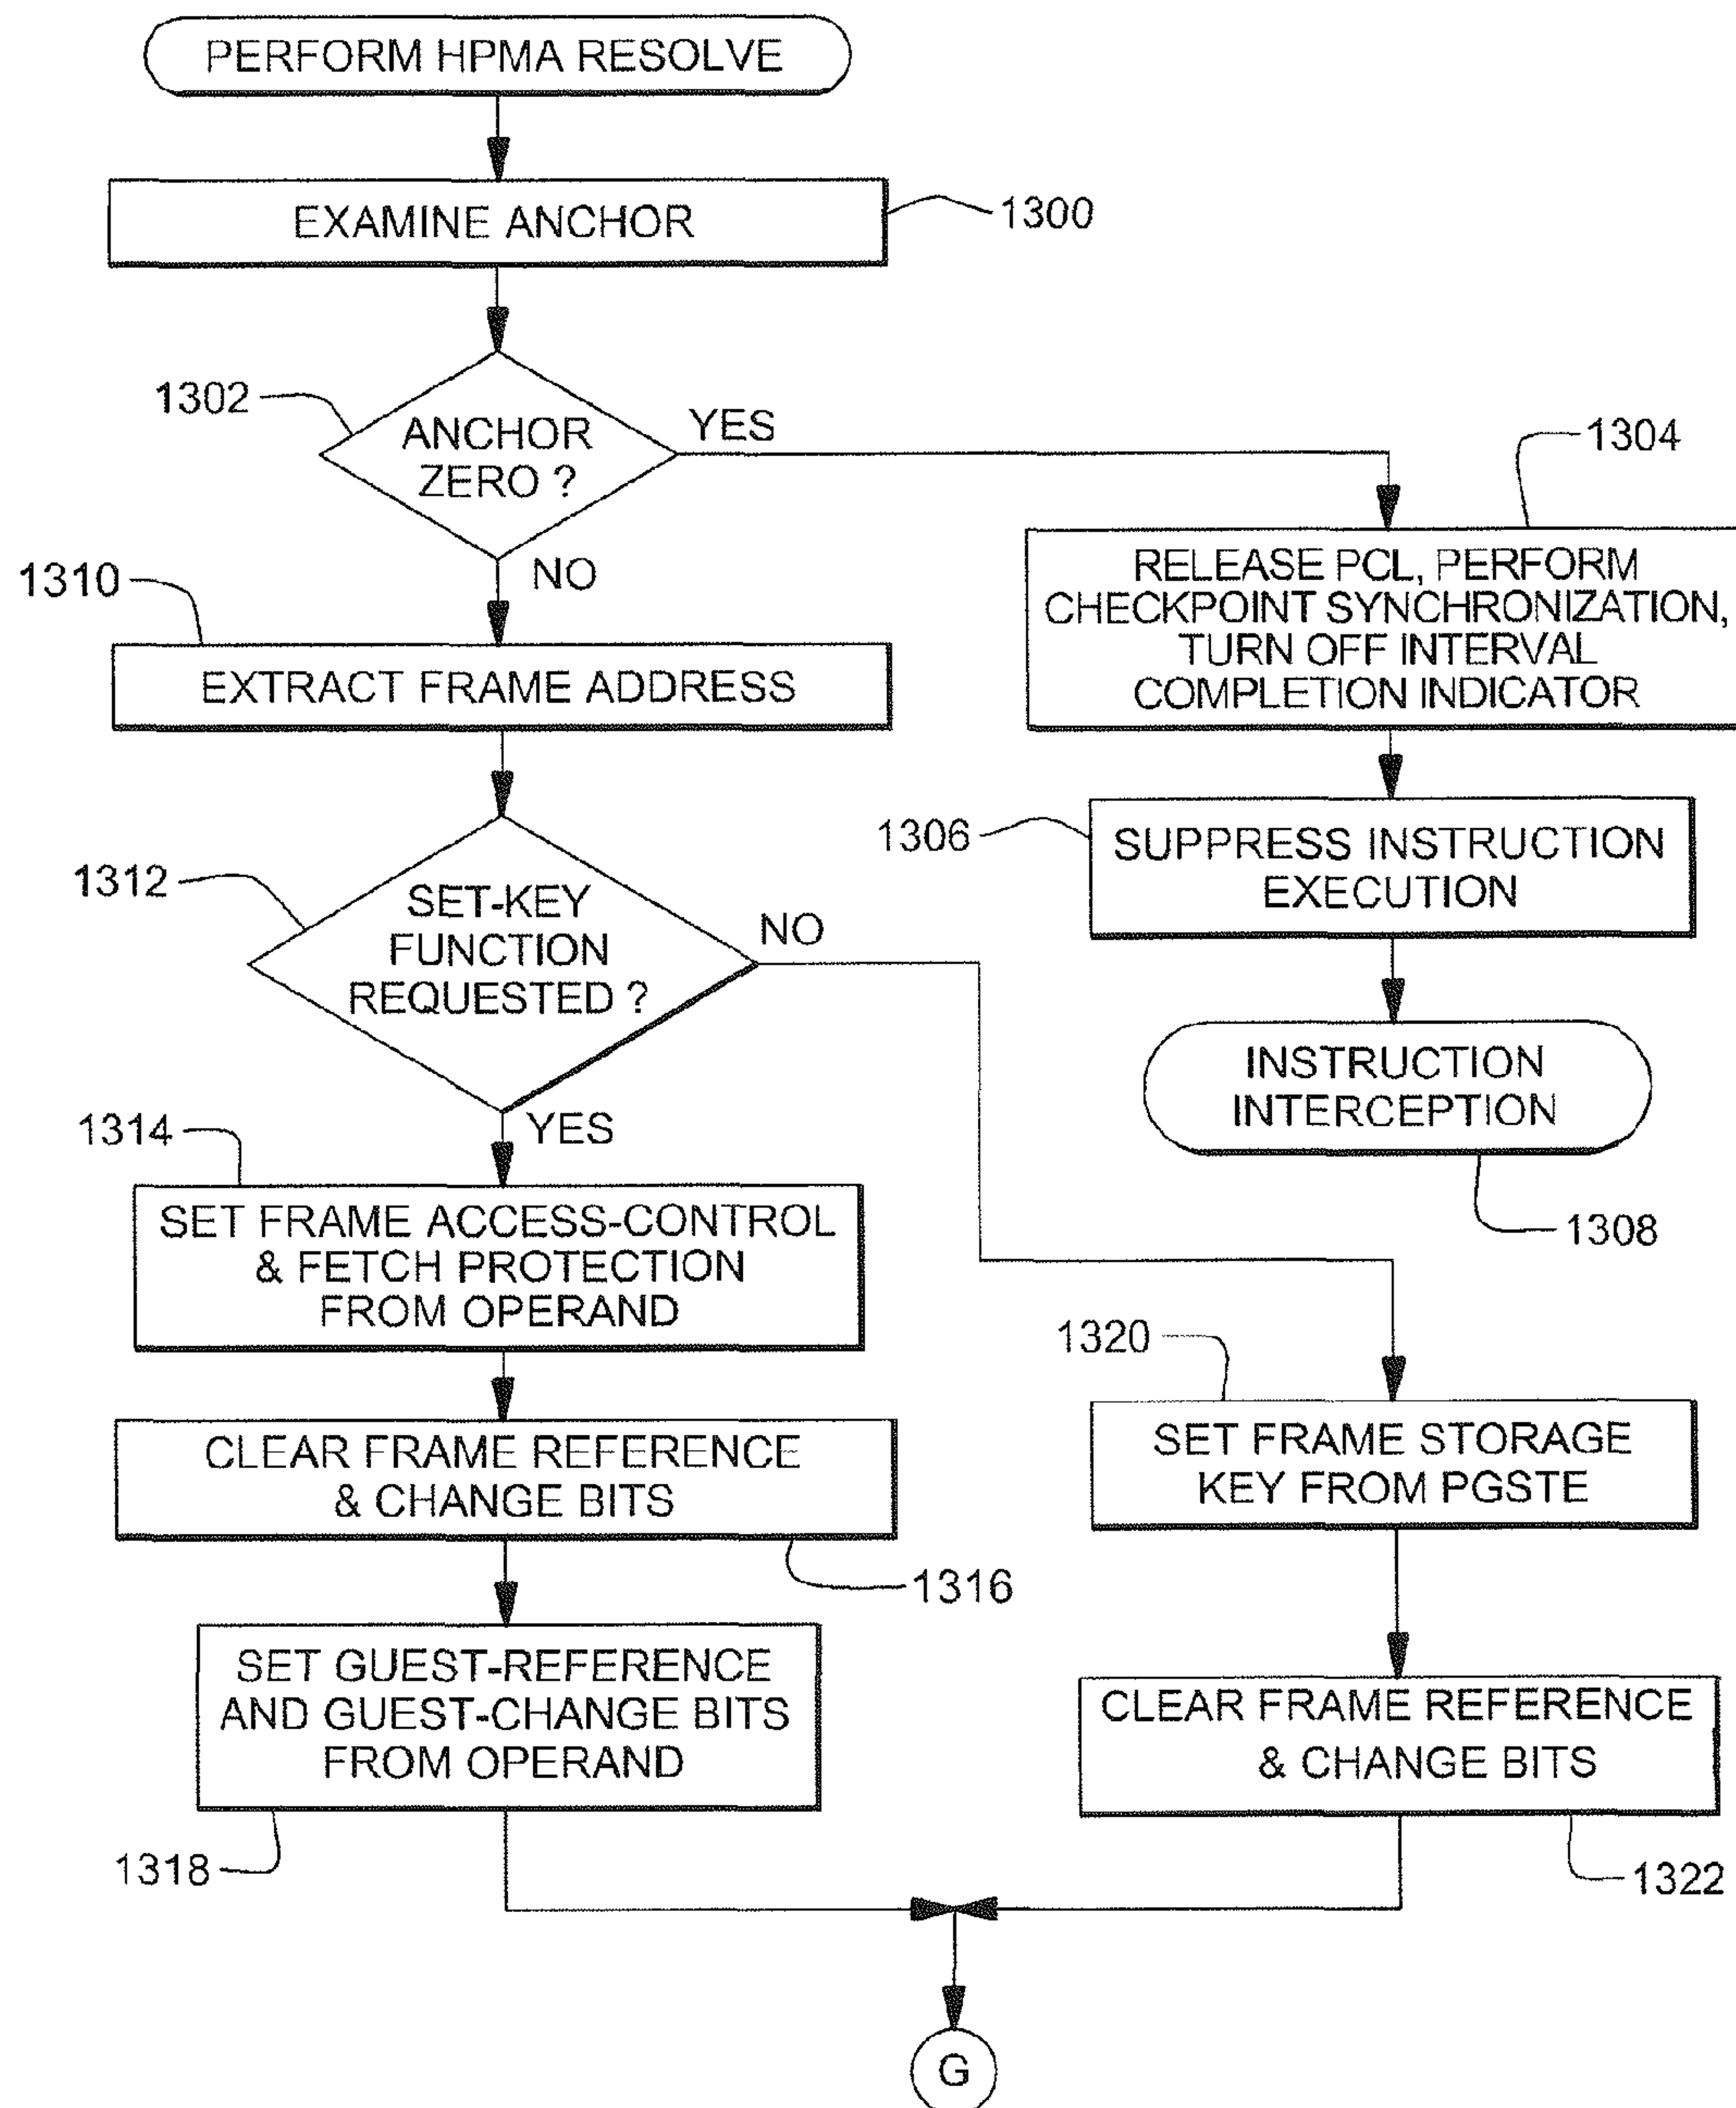 PERFORM HPMA RESOLVE
EXAMINE ANCHOR
1300
1302
ANCHOR
ZERO ?
YES
NO
1304
RELEASE PCL, PERFORM
CHECKPOINT SYNCHRONIZATION,
TURN OFF INTERVAL
COMPLETION INDICATOR
1310
EXTRACT FRAME ADDRESS
1306
SUPPRESS INSTRUCTION
EXECUTION
1312
SET-KEY
FUNCTION
REQUESTED ?
NO
YES
INSTRUCTION
INTERCEPTION
1308
1314
SET FRAME ACCESS-CONTROL
& FETCH PROTECTION
FROM OPERAND
1320
SET FRAME STORAGE
KEY FROM PGSTE
CLEAR FRAME REFERENCE
& CHANGE BITS
1316
SET GUEST-REFERENCE
AND GUEST-CHANGE BITS
FROM OPERAND
1318
CLEAR FRAME REFERENCE
& CHANGE BITS
1322
G